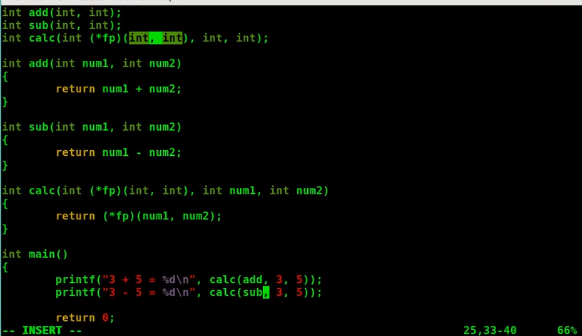 int add(int, int);
int sub(int, int);
int calc(int (*fp)(int, int), int, int);
int add(int num1, int num2)
{
return num1 + num2;
}
int sub(int num1, int num2)
{
return num1 - num2;
}
int calc(int (*fp)(int, int), int num1, int num2)
{
return (*fp)(num1, num2);
}
int main()
{
printf("3 + 5 = %d\n", calc(add, 3, 5));
printf("3 - 5 = %d\n", calc(sub, 3, 5));
return 0;
-- INSERT -- 25,33-40 66%